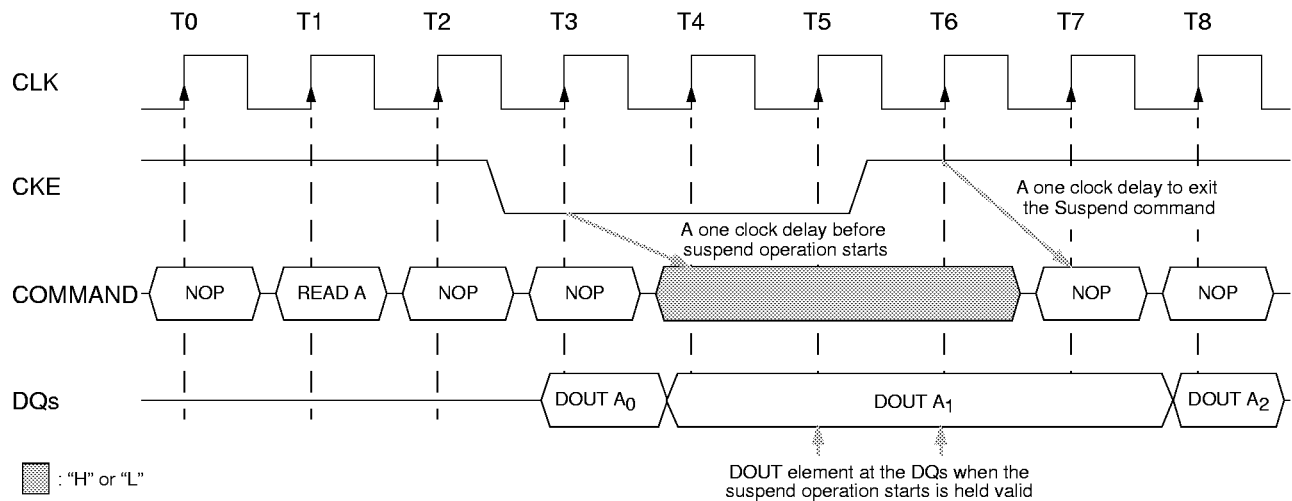 T0 T1 T2 T3 T4 T5 T6 T7 T8
CLK
CKE
A one clock delay to exit
the Suspend command
A one clock delay before
suspend operation starts
COMMAND NOP READ A NOP NOP NOP NOP
DQs DOUT A0 DOUT A1 DOUT A2
: “H” or “L”
DOUT element at the DQs when the
suspend operation starts is held valid